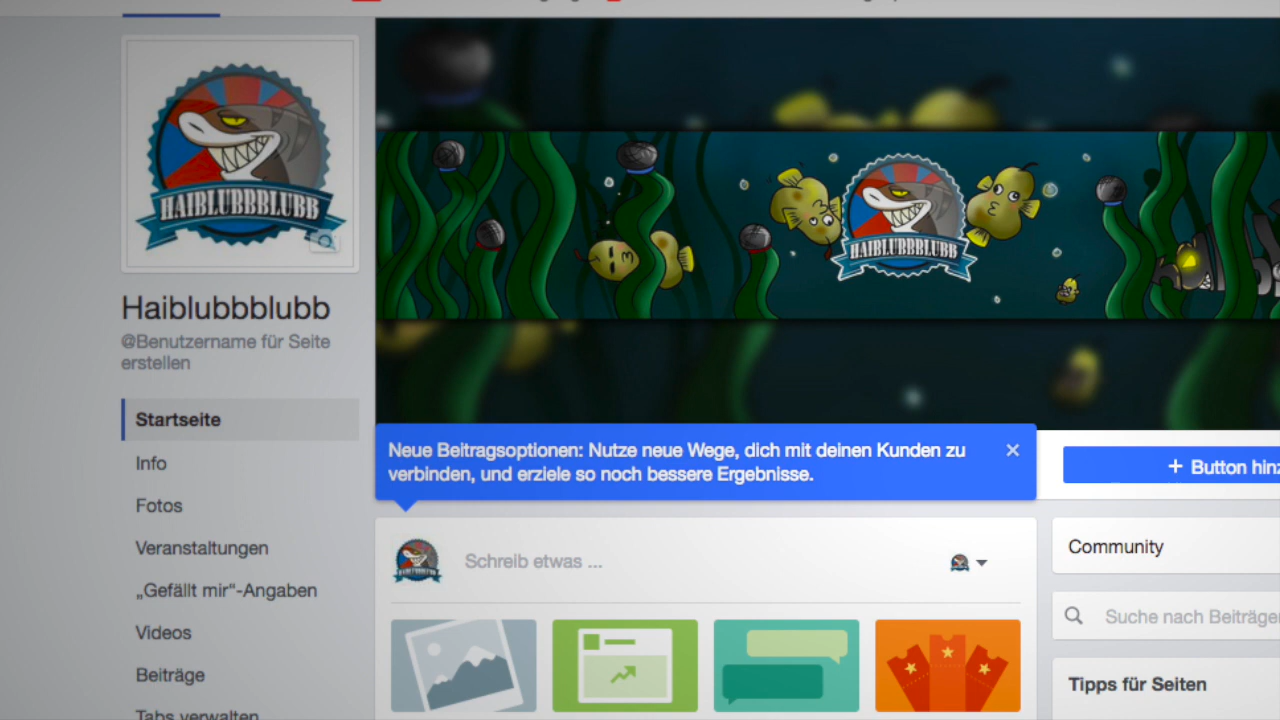 HAIBLUBBBLUBB
HAIBLUBBBLUBB
Haiblubbblubb
@Benutzername für Seite
erstellen
Startseite
Info
Fotos
Veranstaltungen
„Gefällt mir“-Angaben
Videos
Beiträge
Tabs verwalten
Neue Beitragsoptionen: Nutze neue Wege, dich mit deinen Kunden zu
verbinden, und erziele so noch bessere Ergebnisse.
+ Button
HAIBLUBBBLUBB
Schreib etwas ...
Community
Suche nach
Tipps für Seiten